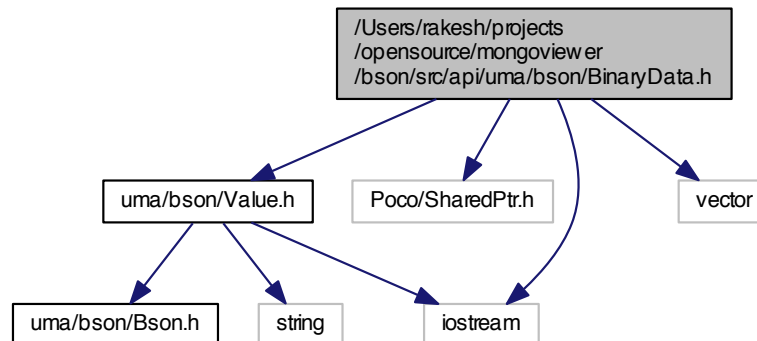 /Users/rakesh/projects
/opensource/mongoviewer
/bson/src/api/uma/bson/BinaryData.h
uma/bson/Value.h
Poco/SharedPtr.h
vector
uma/bson/Bson.h
string
iostream